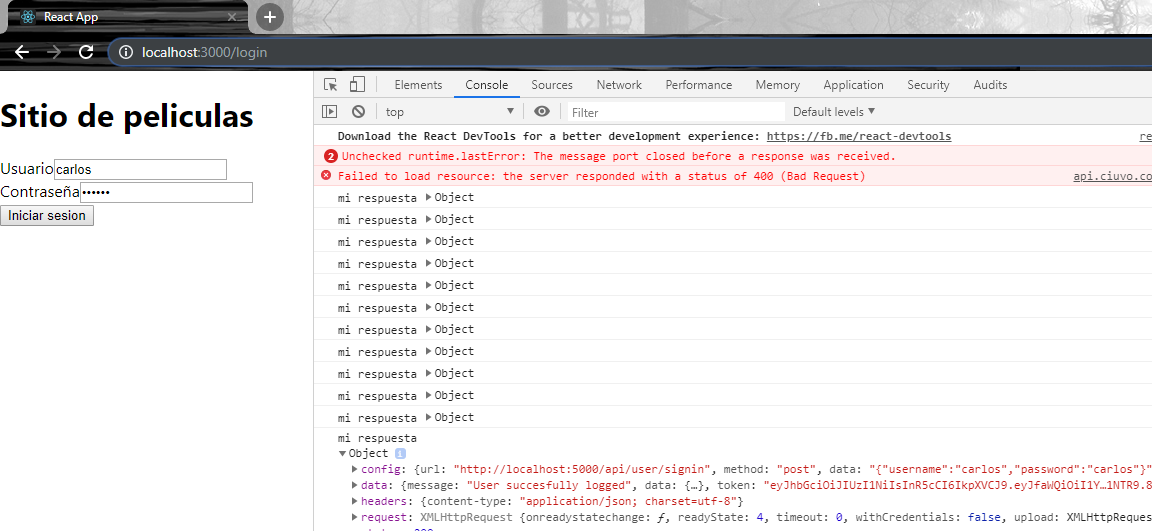 React App
localhost:3000/login
Elements Console Sources Network Performance Memory Application Security Audits
top Filter Default levels
Sitio de peliculas
Usuario carlos
Contraseña ••••••
Iniciar sesion
Download the React DevTools for a better development experience: https://fb.me/react-devtools re
2 Unchecked runtime.lastError: The message port closed before a response was received.
Failed to load resource: the server responded with a status of 400 (Bad Request) api.ciuvo.co
mi respuesta Object
mi respuesta Object
mi respuesta Object
mi respuesta Object
mi respuesta Object
mi respuesta Object
mi respuesta Object
mi respuesta Object
mi respuesta Object
mi respuesta Object
mi respuesta Object
mi respuesta
Object i
config: {url: "http://localhost:5000/api/user/signin", method: "post", data: "{"username":"carlos","password":"carlos"}"
data: {message: "User succesfully logged", data: {…}, token: "eyJhbGciOiJIUzI1NiIsInR5cCI6IkpXVCJ9.eyJfaWQiOiI1Y…1NTR9.8
headers: {content-type: "application/json; charset=utf-8"}
request: XMLHttpRequest {onreadystatechange: ƒ, readyState: 4, timeout: 0, withCredentials: false, upload: XMLHttpReque